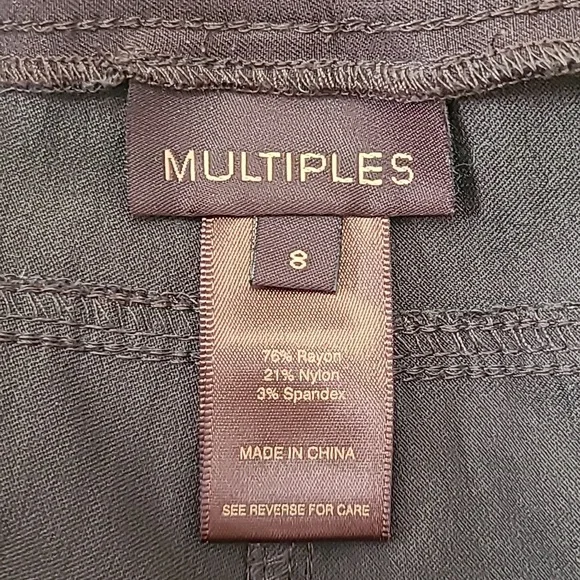 MULTIPLES
8
76% Rayon
21% Nylon
3% Spandex
MADE IN CHINA
SEE REVERSE FOR CARE